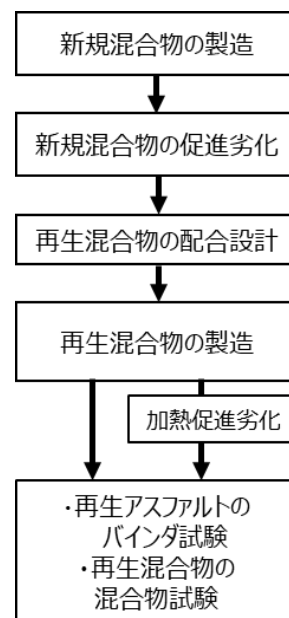 新規混合物の製造
新規混合物の促進劣化
再生混合物の配合設計
再生混合物の製造
加熱促進劣化
・再生アスファルトの
バインダ試験
・再生混合物の
混合物試験